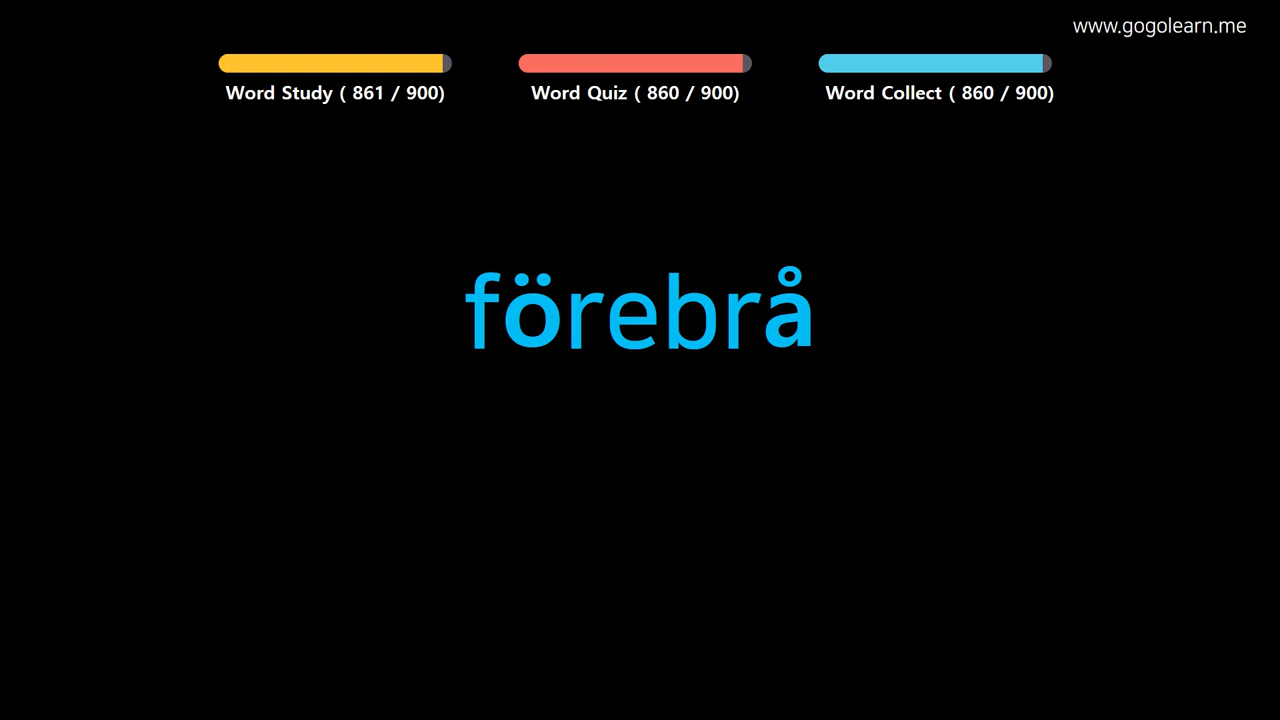 www.gogolearn.me
Word Study ( 861 / 900)
Word Quiz ( 860 / 900)
Word Collect ( 860 / 900)
förebrå